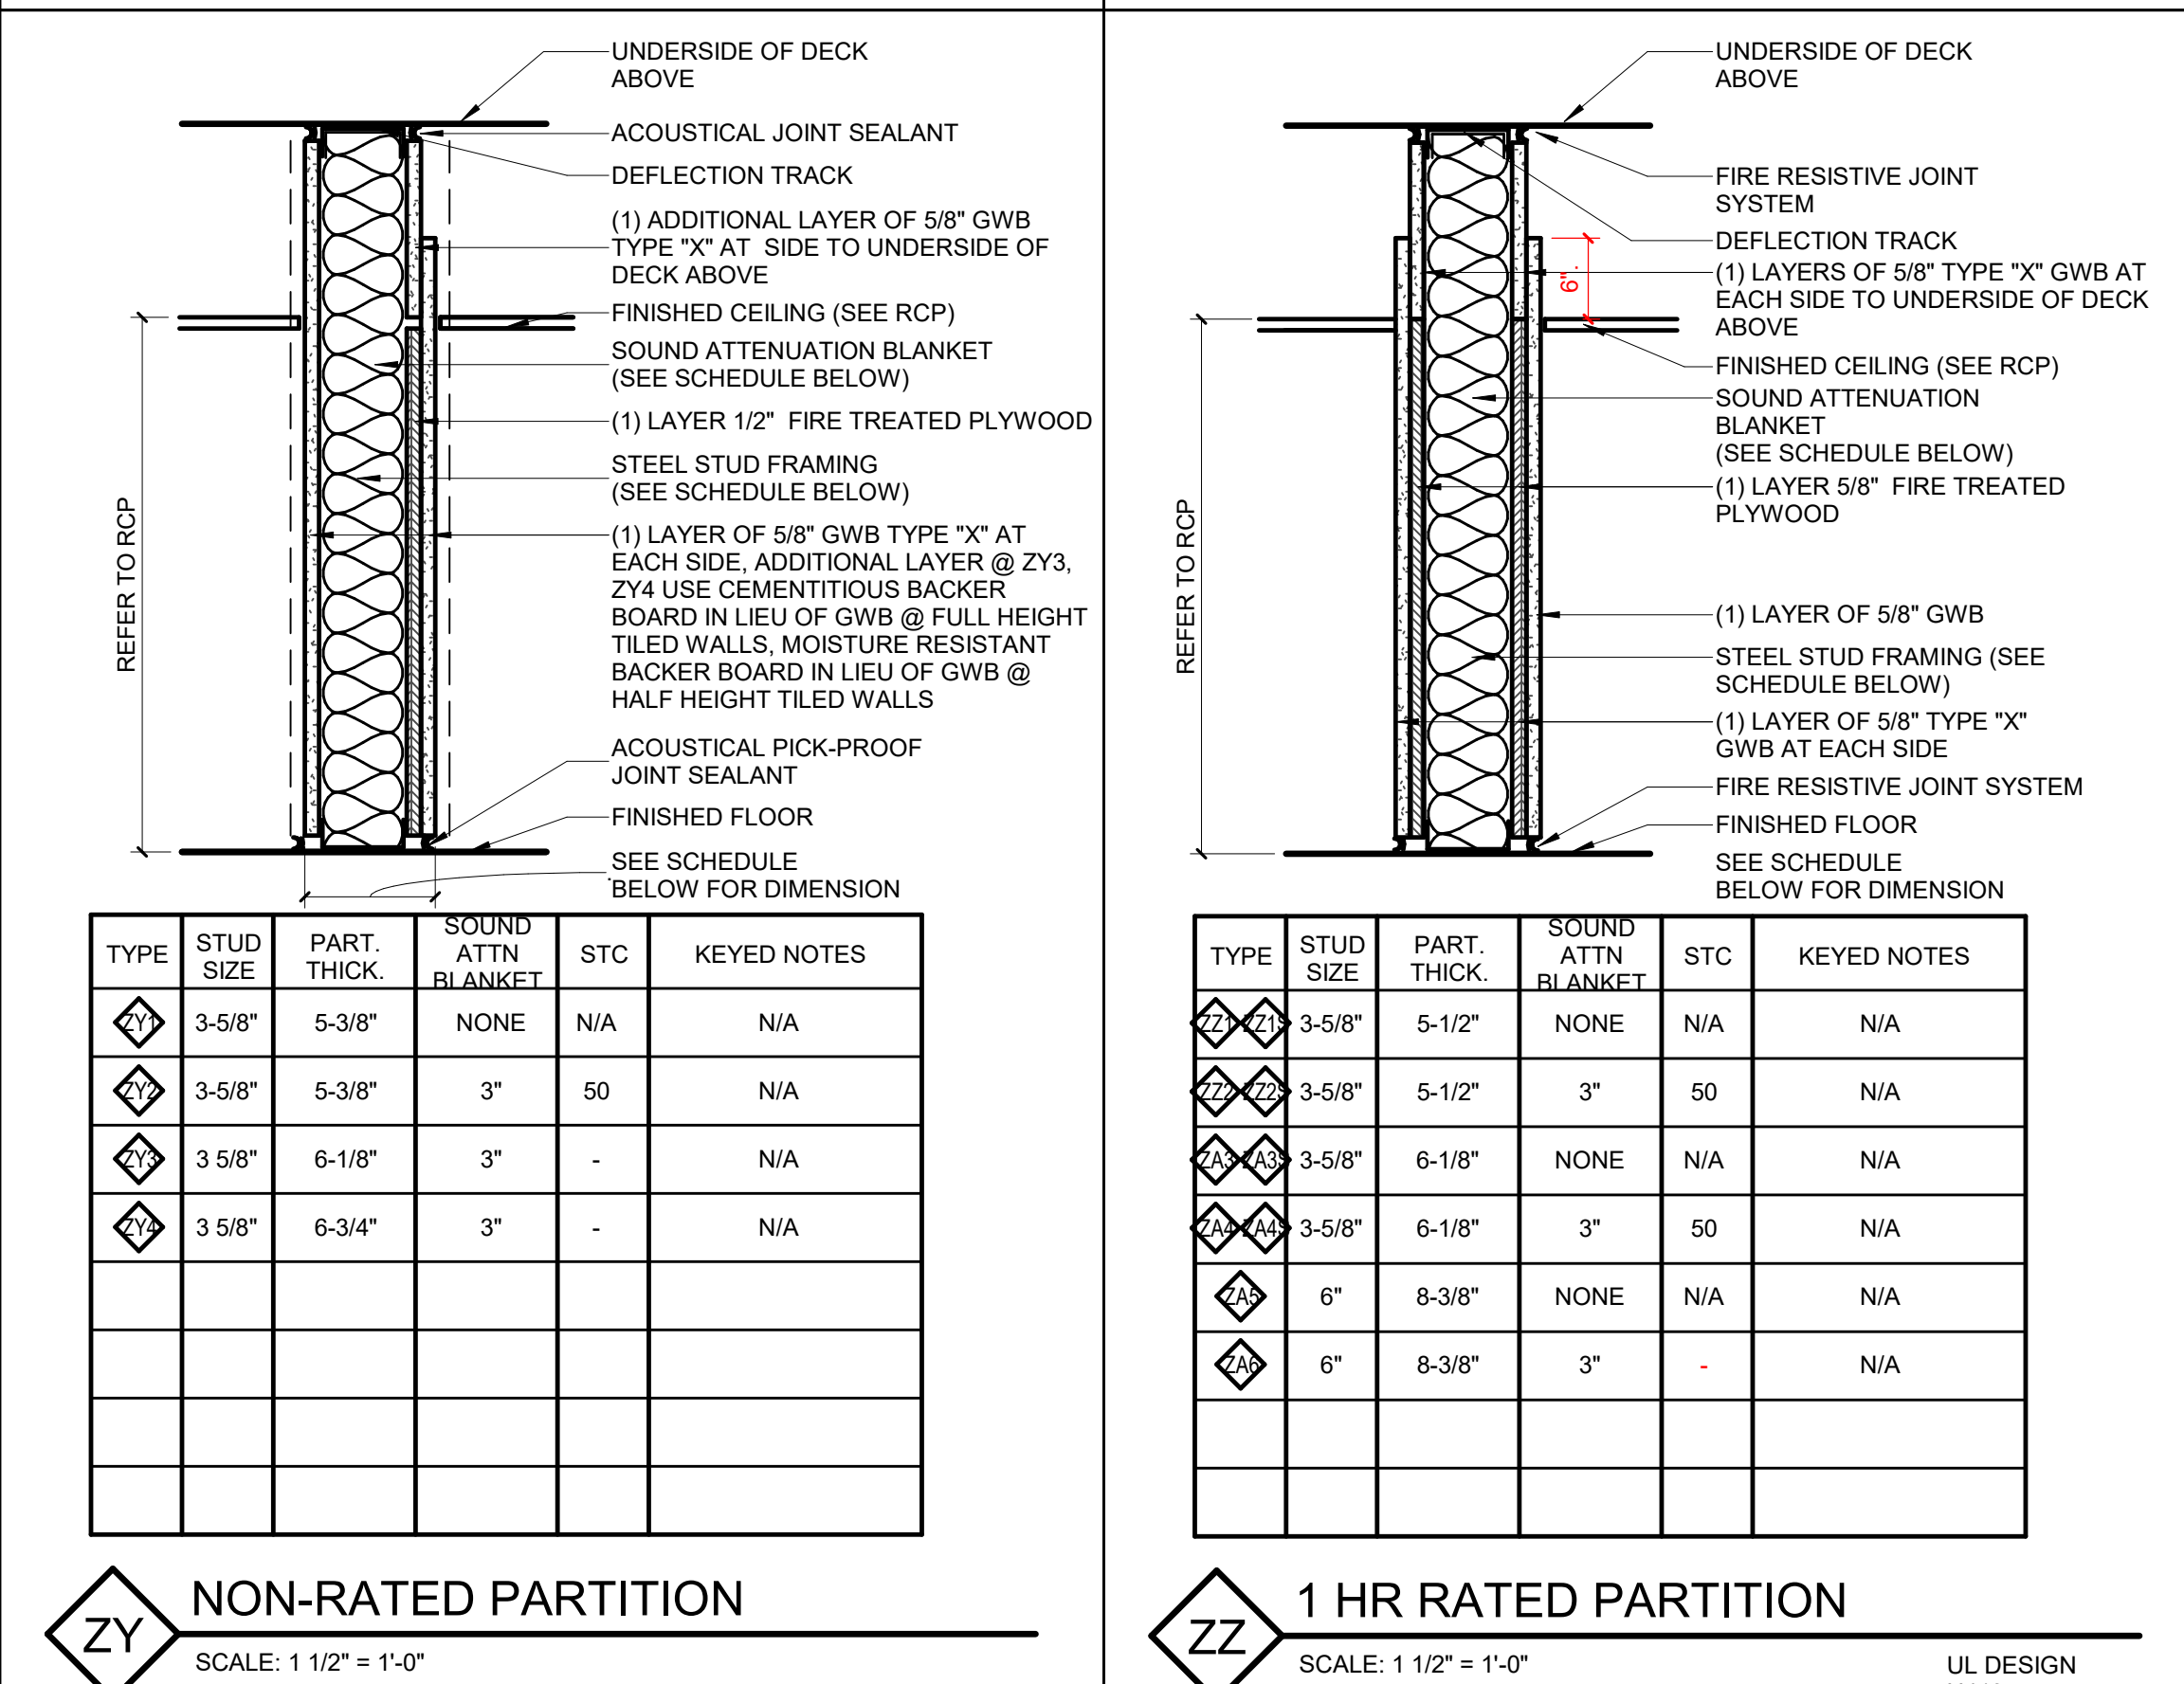 UNDERSIDE OF DECK
ABOVE
ACOUSTICAL JOINT SEALANT
DEFLECTION TRACK
(1) ADDITIONAL LAYER OF 5/8" GWB
TYPE "X" AT SIDE TO UNDERSIDE OF
DECK ABOVE
FINISHED CEILING (SEE RCP)
SOUND ATTENUATION BLANKET
(SEE SCHEDULE BELOW)
(1) LAYER 1/2" FIRE TREATED PLYWOOD
STEEL STUD FRAMING
(SEE SCHEDULE BELOW)
(1) LAYER OF 5/8" GWB TYPE "X" AT
EACH SIDE, ADDITIONAL LAYER @ ZY3,
ZY4 USE CEMENTITIOUS BACKER
BOARD IN LIEU OF GWB @ FULL HEIGHT
TILED WALLS, MOISTURE RESISTANT
BACKER BOARD IN LIEU OF GWB @
HALF HEIGHT TILED WALLS
ACOUSTICAL PICK-PROOF
JOINT SEALANT
FINISHED FLOOR
SEE SCHEDULE
BELOW FOR DIMENSION
REFER TO RCP
TYPE STUD SIZE PART. THICK. SOUND ATTN BLANKET STC KEYED NOTES
ZY1 3-5/8" 5-3/8" NONE N/A N/A
ZY2 3-5/8" 5-3/8" 3" 50 N/A
ZY3 3 5/8" 6-1/8" 3" - N/A
ZY4 3 5/8" 6-3/4" 3" - N/A
ZY NON-RATED PARTITION
SCALE: 1 1/2" = 1'-0"
UNDERSIDE OF DECK
ABOVE
FIRE RESISTIVE JOINT
SYSTEM
DEFLECTION TRACK
(1) LAYERS OF 5/8" TYPE "X" GWB AT
EACH SIDE TO UNDERSIDE OF DECK
ABOVE
FINISHED CEILING (SEE RCP)
SOUND ATTENUATION
BLANKET
(SEE SCHEDULE BELOW)
(1) LAYER 5/8" FIRE TREATED
PLYWOOD
(1) LAYER OF 5/8" GWB
STEEL STUD FRAMING (SEE
SCHEDULE BELOW)
(1) LAYER OF 5/8" TYPE "X"
GWB AT EACH SIDE
FIRE RESISTIVE JOINT SYSTEM
FINISHED FLOOR
SEE SCHEDULE
BELOW FOR DIMENSION
6"
REFER TO RCP
TYPE STUD SIZE PART. THICK. SOUND ATTN BLANKET STC KEYED NOTES
ZZ1 ZZ1S 3-5/8" 5-1/2" NONE N/A N/A
ZZ2 ZZ2S 3-5/8" 5-1/2" 3" 50 N/A
ZA3 ZA3S 3-5/8" 6-1/8" NONE N/A N/A
ZA4 ZA4S 3-5/8" 6-1/8" 3" 50 N/A
ZA5 6" 8-3/8" NONE N/A N/A
ZA6 6" 8-3/8" 3" - N/A
ZZ 1 HR RATED PARTITION
SCALE: 1 1/2" = 1'-0"
UL DESIGN